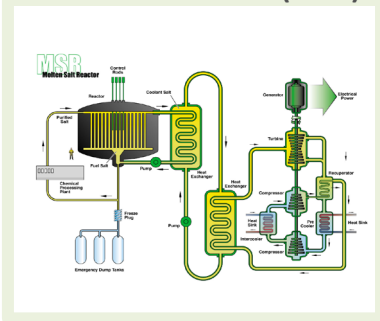 MSR
Molten Salt Reactor
Control
Rods
Reactor
Coolant Salt
Purified
Salt
Fuel Salt
Pump
Chemical
Processing
Plant
Freeze
Plug
Emergency Dump Tanks
Heat
Exchanger
Pump
Heat
Exchanger
Generator
Electrical
Power
Turbine
Recuperator
Compressor
Heat
Sink
Pre
Cooler
Heat Sink
Intercooler
Compressor